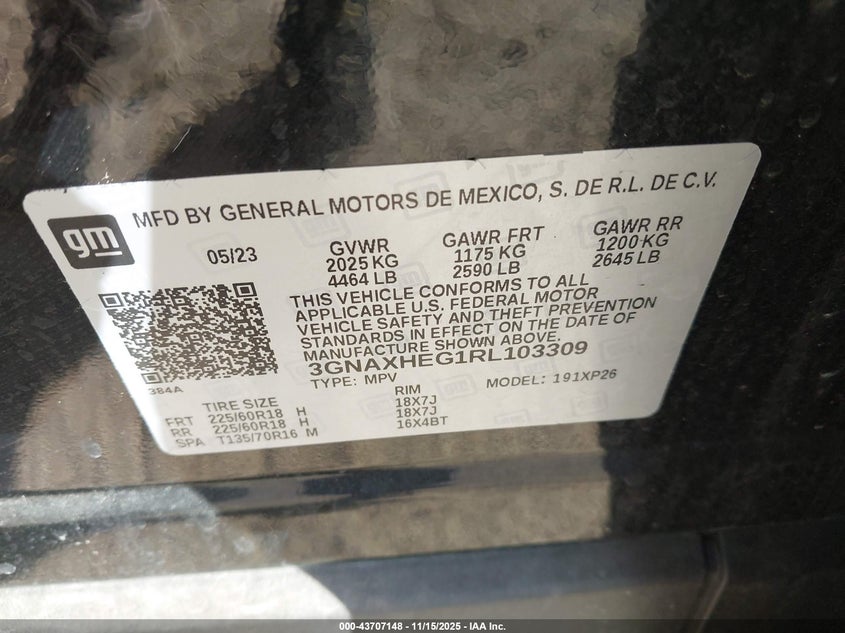 gm
MFD BY GENERAL MOTORS DE MEXICO, S. DE R.L. DE C.V.
05/23
GVWR GAWR FRT GAWR RR
2025 KG 1175 KG 1200 KG
4464 LB 2590 LB 2645 LB
THIS VEHICLE CONFORMS TO ALL
APPLICABLE U.S. FEDERAL MOTOR
VEHICLE SAFETY AND THEFT PREVENTION
STANDARDS IN EFFECT ON THE DATE OF
MANUFACTURE SHOWN ABOVE.
3GNAXHEG1RL103309
TYPE: MPV MODEL: 191XP26
384A
TIRE SIZE RIM
FRT 225/60R18 H 18X7J
RR 225/60R18 H 18X7J
SPA T135/70R16 M 16X4BT
000-43707148 - 11/15/2025 - IAA Inc.